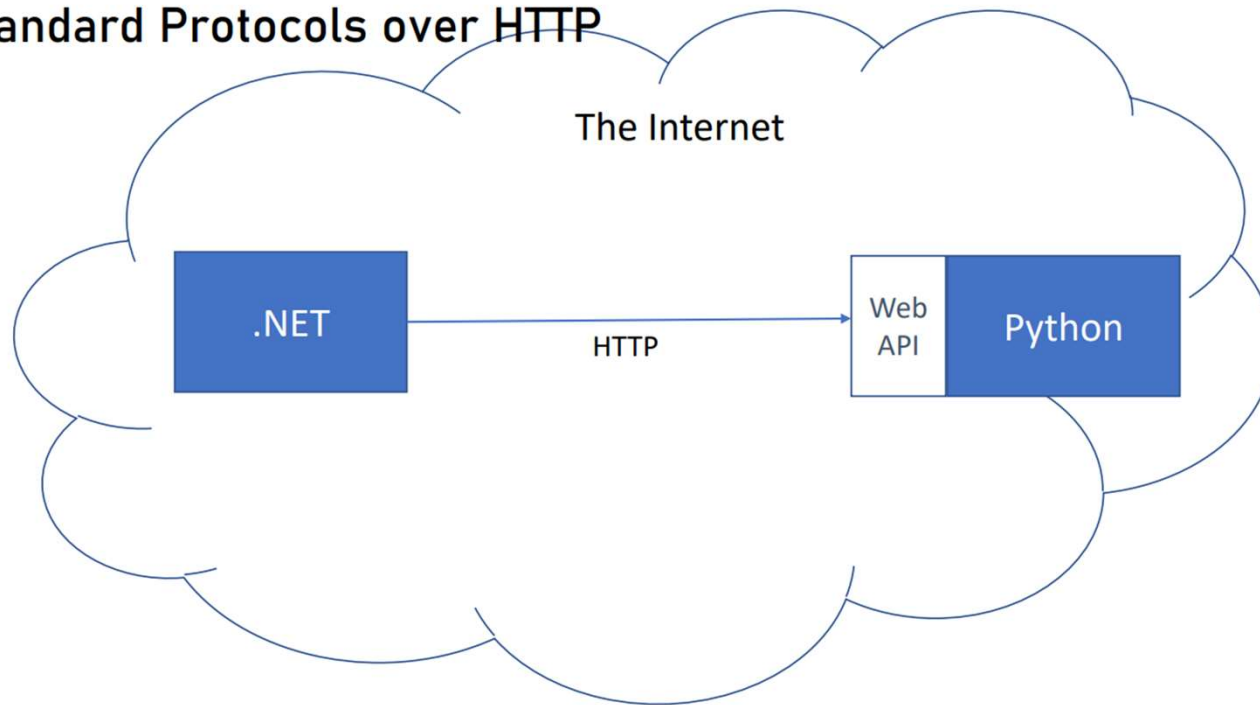 andard Protocols over HTTP
The Internet
.NET
HTTP
Web
API
Python